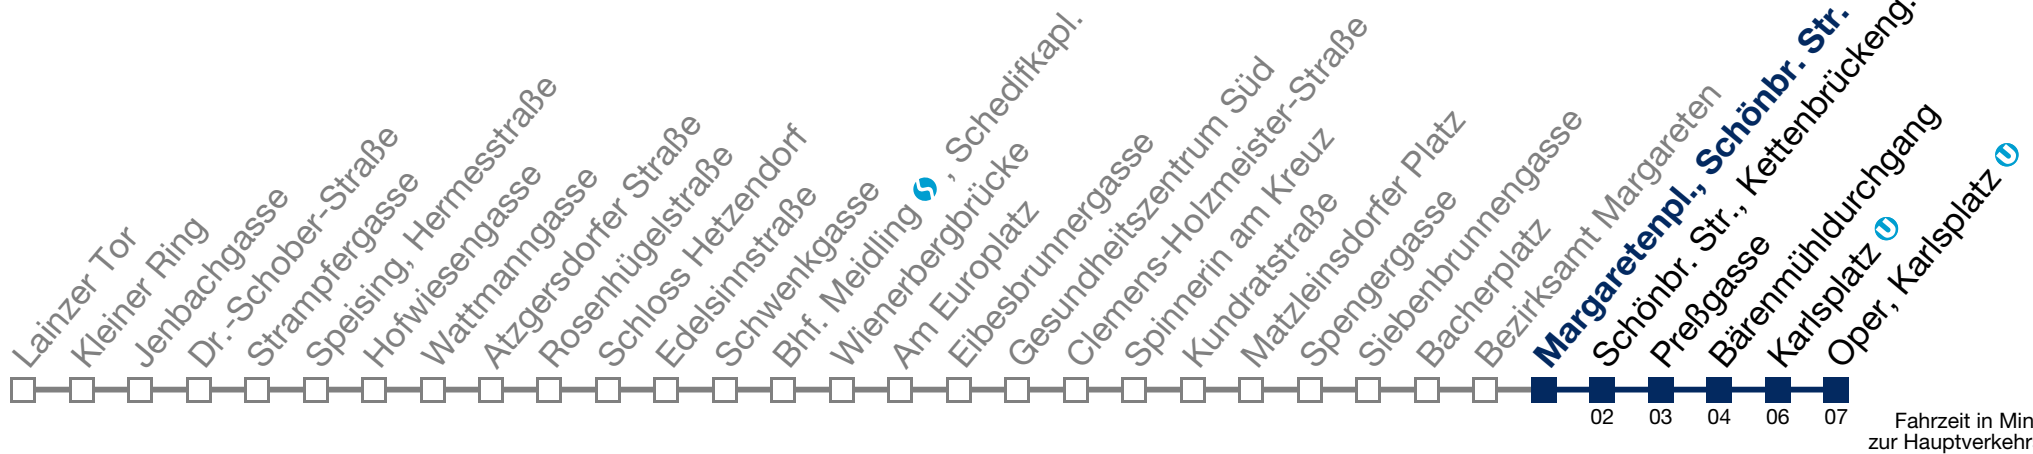 Lainzer Tor
Kleiner Ring
Jenbachgasse
Dr.-Schober-Straße
Strampfergasse
Speising, Hermesstraße
Hofwiesengasse
Wattmanngasse
Atzgersdorfer Straße
Rosenhügelstraße
Schloss Hetzendorf
Edelsinnstraße
Schwenkgasse
Bhf. Meidling S, Schedifkapl.
Wienerbergbrücke
Am Europlatz
Eibesbrunnergasse
Gesundheitszentrum Süd
Clemens-Holzmeister-Straße
Spinnerin am Kreuz
Kundratstraße
Matzleinsdorfer Platz
Spengergasse
Siebenbrunnengasse
Bacherplatz
Bezirksamt Margareten
Margaretenpl., Schönbr. Str.
Schönbr. Str., Kettenbrückeng.
Preßgasse
Bärenmühldurchgang
Karlsplatz U
Oper, Karlsplatz U
02 03 04 06 07
Fahrzeit in Min
zur Hauptverkehr